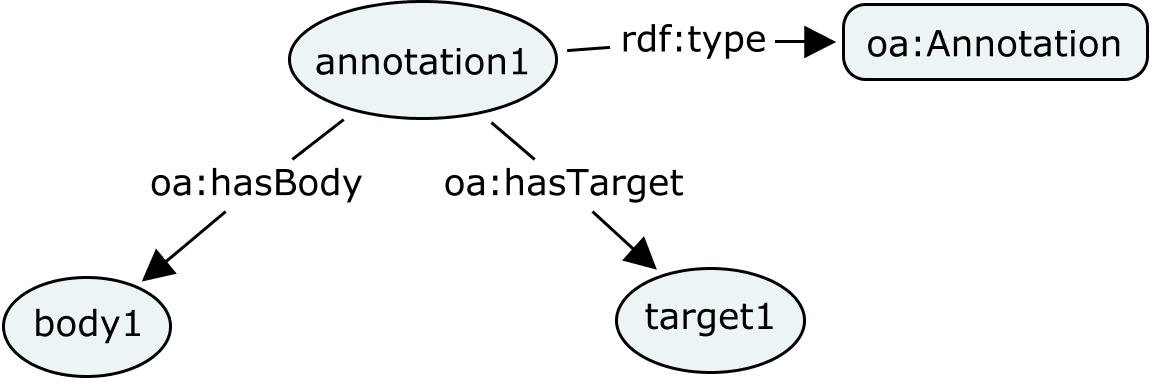 annotation1
rdf:type
oa:Annotation
oa:hasBody
oa:hasTarget
body1
target1